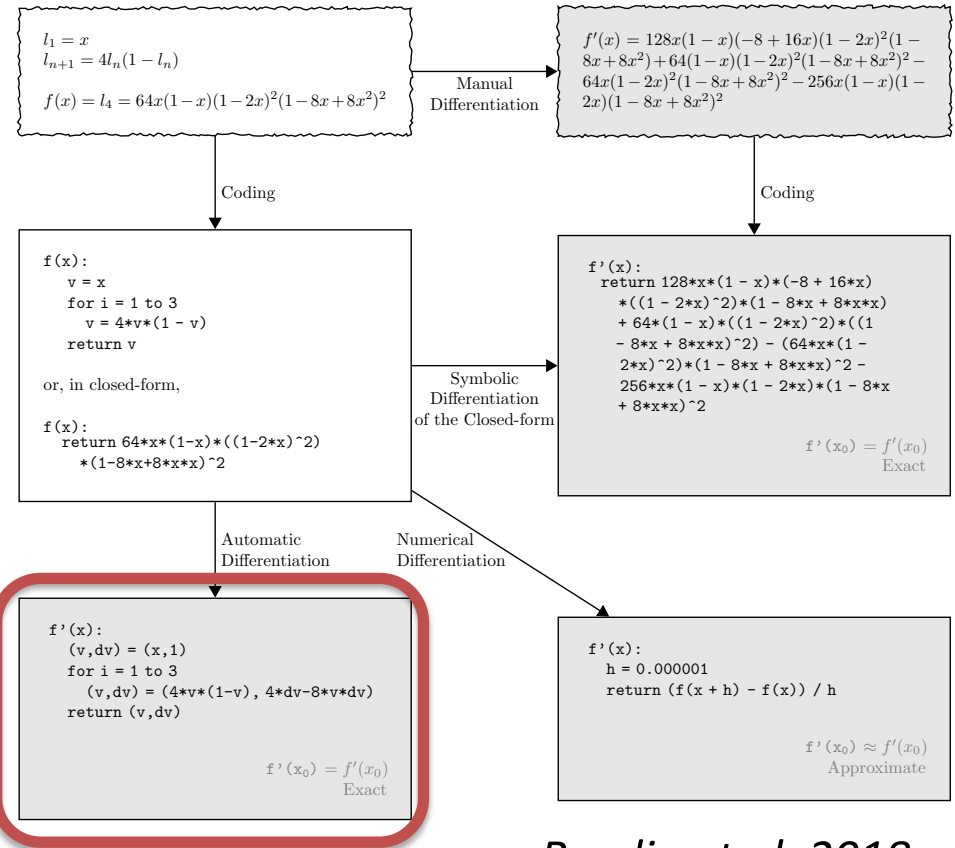 l₁ = x
lₙ₊₁ = 4lₙ(1 − lₙ)
f(x) = l₄ = 64x(1−x)(1−2x)²(1−8x+8x²)²
Manual
Differentiation
f′(x) = 128x(1 − x)(−8 + 16x)(1 − 2x)²(1 −
8x+8x²)+64(1−x)(1−2x)²(1−8x+8x²)²−
64x(1−2x)²(1−8x+8x²)²−256x(1−x)(1−
2x)(1 − 8x + 8x²)²
Coding
Coding
f(x):
v = x
for i = 1 to 3
v = 4*v*(1 - v)
return v
or, in closed-form,
f(x):
return 64*x*(1-x)*((1-2*x)^2)
*(1-8*x+8*x*x)^2
Symbolic
Differentiation
of the Closed-form
f'(x):
return 128*x*(1 - x)*(-8 + 16*x)
*((1 - 2*x)^2)*(1 - 8*x + 8*x*x)
+ 64*(1 - x)*((1 - 2*x)^2)*((1
- 8*x + 8*x*x)^2) - (64*x*(1 -
2*x)^2)*(1 - 8*x + 8*x*x)^2 -
256*x*(1 - x)*(1 - 2*x)*(1 - 8*x
+ 8*x*x)^2
f'(x₀) = f′(x₀)
Exact
Automatic
Differentiation
Numerical
Differentiation
f'(x):
(v,dv) = (x,1)
for i = 1 to 3
(v,dv) = (4*v*(1-v), 4*dv-8*v*dv)
return (v,dv)
f'(x₀) = f′(x₀)
Exact
f'(x):
h = 0.000001
return (f(x + h) - f(x)) / h
f'(x₀) ≈ f′(x₀)
Approximate